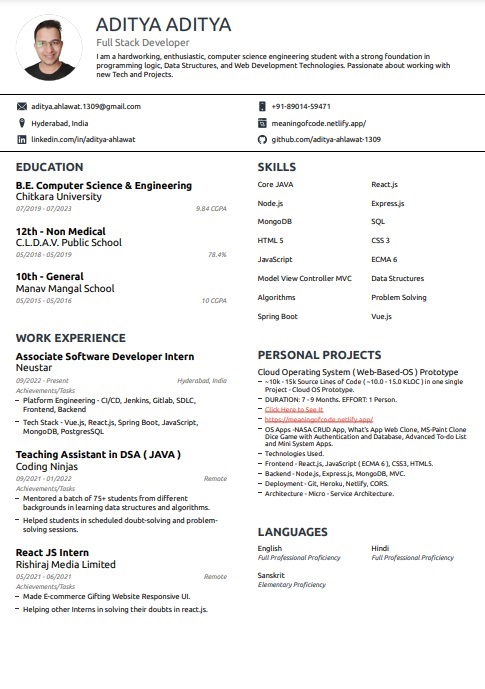 ADITYA ADITYA
Full Stack Developer
I am a hardworking, enthusiastic, computer science engineering student with a strong foundation in
programming logic, Data Structures, and Web Development Technologies. Passionate about working with
new Tech and Projects.
aditya.ahlawat.1309@gmail.com
+91-89014-59471
Hyderabad, India
meaningofcode.netlify.app/
linkedin.com/in/aditya-ahlawat
github.com/aditya-ahlawat-1309
EDUCATION
B.E. Computer Science & Engineering
Chitkara University
07/2019 - 07/2023
9.84 CGPA
12th - Non Medical
C.L.D.A.V. Public School
05/2018 - 05/2019
78.4%
10th - General
Manav Mangal School
05/2015 - 05/2016
10 CGPA
WORK EXPERIENCE
Associate Software Developer Intern
Neustar
09/2022 - Present
Hyderabad, India
Achievements/Tasks
– Platform Engineering - CI/CD, Jenkins, Gitlab, SDLC,
Frontend, Backend
– Tech Stack - Vue.js, React.js, Spring Boot, JavaScript,
MongoDB, PostgresSQL
Teaching Assistant in DSA ( JAVA )
Coding Ninjas
09/2021 - 01/2022
Remote
Achievements/Tasks
– Mentored a batch of 75+ students from different
backgrounds in learning data structures and algorithms.
– Helped students in scheduled doubt-solving and problem-
solving sessions.
React JS Intern
Rishiraj Media Limited
05/2021 - 06/2021
Remote
Achievements/Tasks
– Made E-commerce Gifting Website Responsive UI.
– Helping other Interns in solving their doubts in react.js.
SKILLS
Core JAVA
React.js
Node.js
Express.js
MongoDB
SQL
HTML 5
CSS 3
JavaScript
ECMA 6
Model View Controller MVC
Data Structures
Algorithms
Problem Solving
Spring Boot
Vue.js
PERSONAL PROJECTS
Cloud Operating System ( Web-Based-OS ) Prototype
– ~10k - 15k Source Lines of Code ( ~10.0 - 15.0 KLOC ) in one single
Project - Cloud OS Prototype.
– DURATION: 7 - 9 Months. EFFORT: 1 Person.
– Click Here to See It
– https://meaningofcode.netlify.app/
– OS Apps -NASA CRUD App, What's App Web Clone, MS-Paint Clone
Dice Game with Authentication and Database, Advanced To-do List
and Mini System Apps.
– Technologies Used.
– Frontend - React.js, JavaScript ( ECMA 6 ), CSS3, HTML5.
– Backend - Node.js, Express.js, MongoDB, MVC.
– Deployment - Git, Heroku, Netlify, CORS.
– Architecture - Micro - Service Architecture.
LANGUAGES
English
Full Professional Proficiency
Hindi
Full Professional Proficiency
Sanskrit
Elementary Proficiency